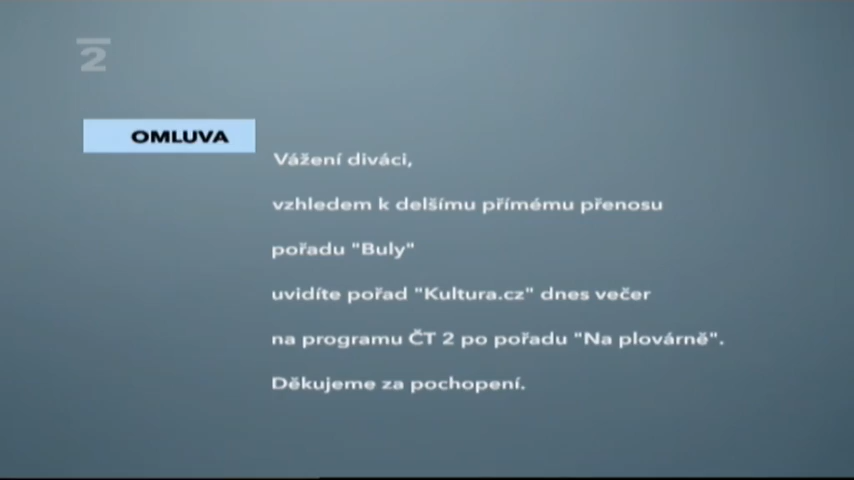 2
OMLUVA
Vážení diváci,
vzhledem k delšímu přímému přenosu
pořadu "Buly"
uvidíte pořad "Kultura.cz" dnes večer
na programu ČT 2 po pořadu "Na plovárně".
Děkujeme za pochopení.